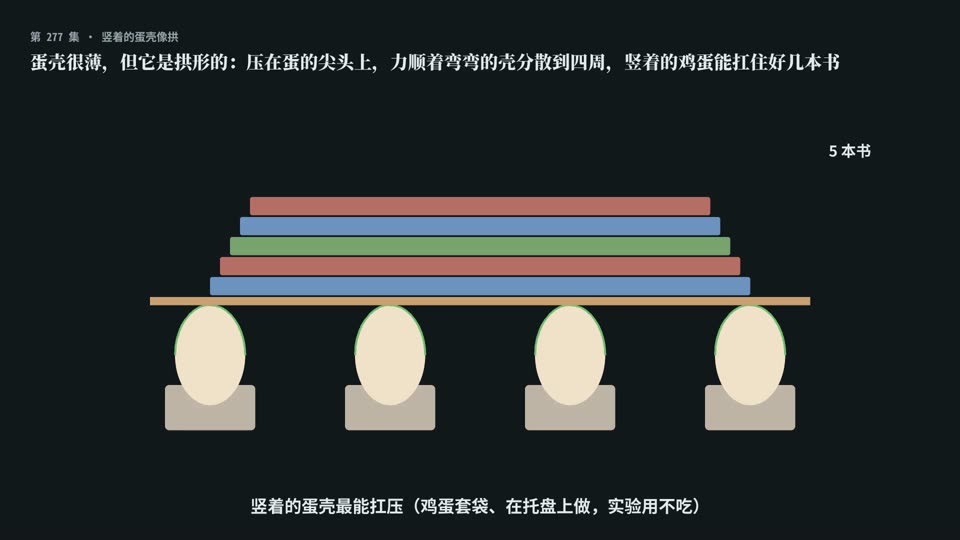 第 277 集 · 竖着的蛋壳像拱
蛋壳很薄，但它是拱形的：压在蛋的尖头上，力顺着弯弯的壳分散到四周，竖着的鸡蛋能扛住好几本书
5 本书
竖着的蛋壳最能扛压（鸡蛋套袋、在托盘上做，实验用不吃）